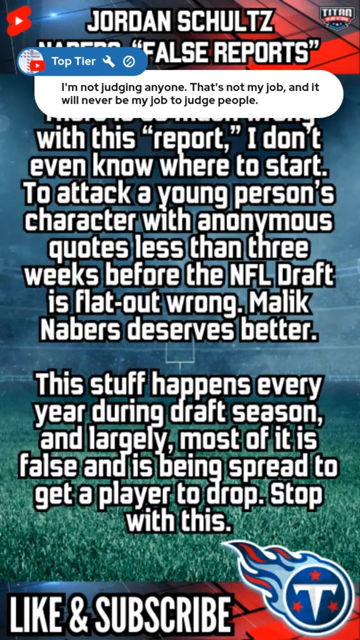 JORDAN SCHULTZ
TITAN
NABERS "FALSE REPORTS"
Top Tier
I'm not judging anyone. That's not my job, and it
will never be my job to judge people.
with this “report,” I don’t
even know where to start.
To attack a young person’s
character with anonymous
quotes less than three
weeks before the NFL Draft
is flat-out wrong. Malik
Nabers deserves better.
This stuff happens every
year during draft season,
and largely, most of it is
false and is being spread to
get a player to drop. Stop
with this.
LIKE & SUBSCRIBE
T